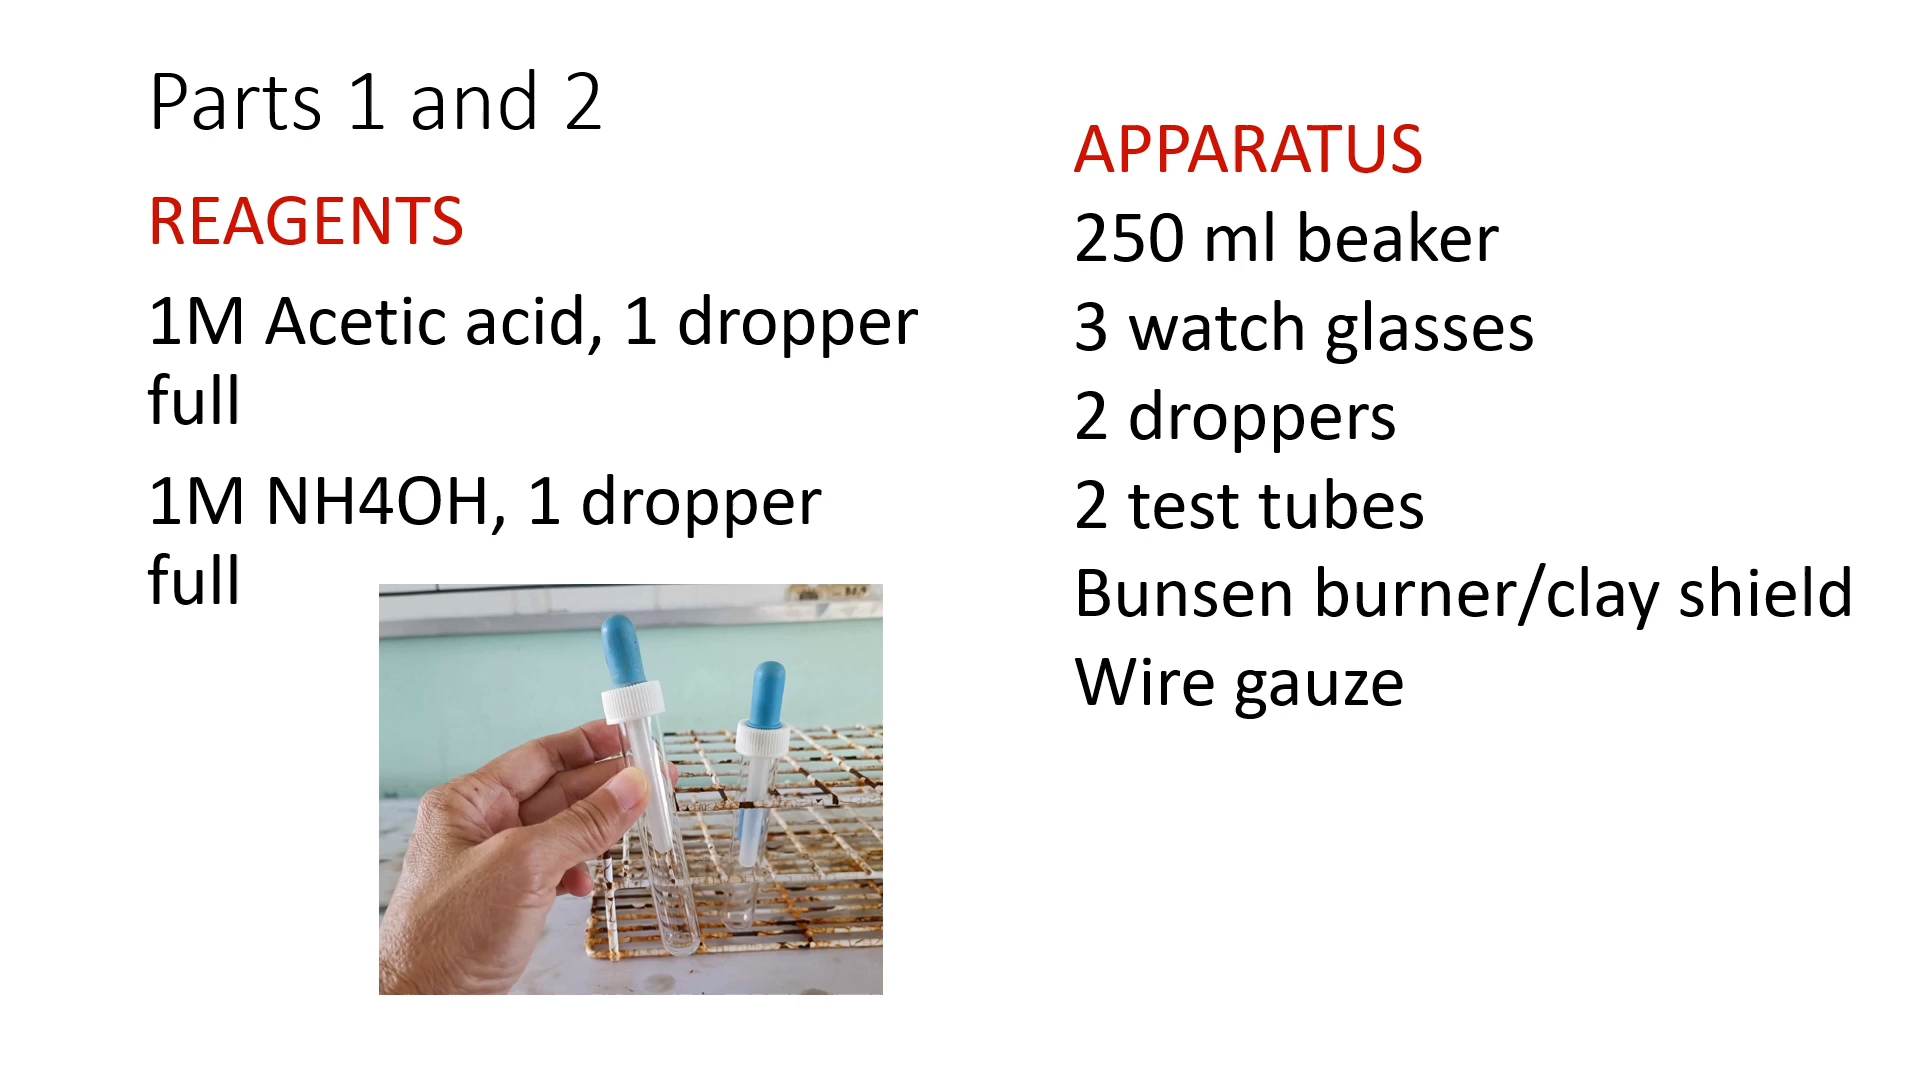 Parts 1 and 2
REAGENTS
1M Acetic acid, 1 dropper
full
1M NH4OH, 1 dropper
full
APPARATUS
250 ml beaker
3 watch glasses
2 droppers
2 test tubes
Bunsen burner/clay shield
Wire gauze